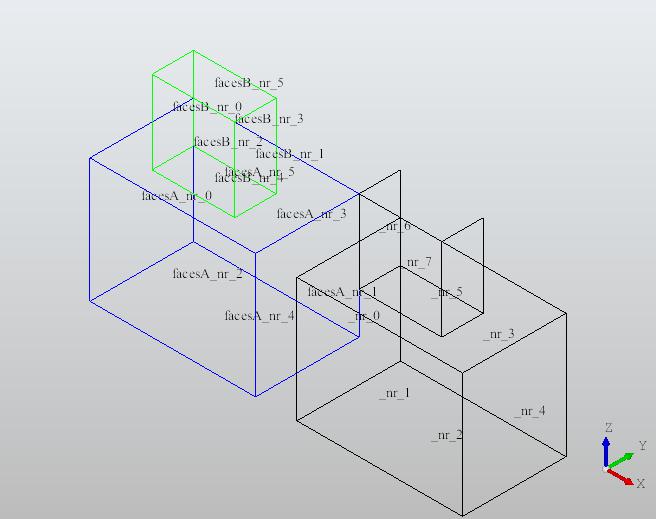 facesB_nr_5
facesB_nr_0
facesB_nr_3
facesB_nr_2
facesB_nr_1
facesA_nr_5
facesB_nr_4
facesA_nr_0
facesA_nr_3
_nr_6
_nr_7
facesA_nr_2
facesA_nr_1
_nr_5
facesA_nr_4
_nr_0
_nr_3
_nr_1
_nr_4
_nr_2
Z
Y
X